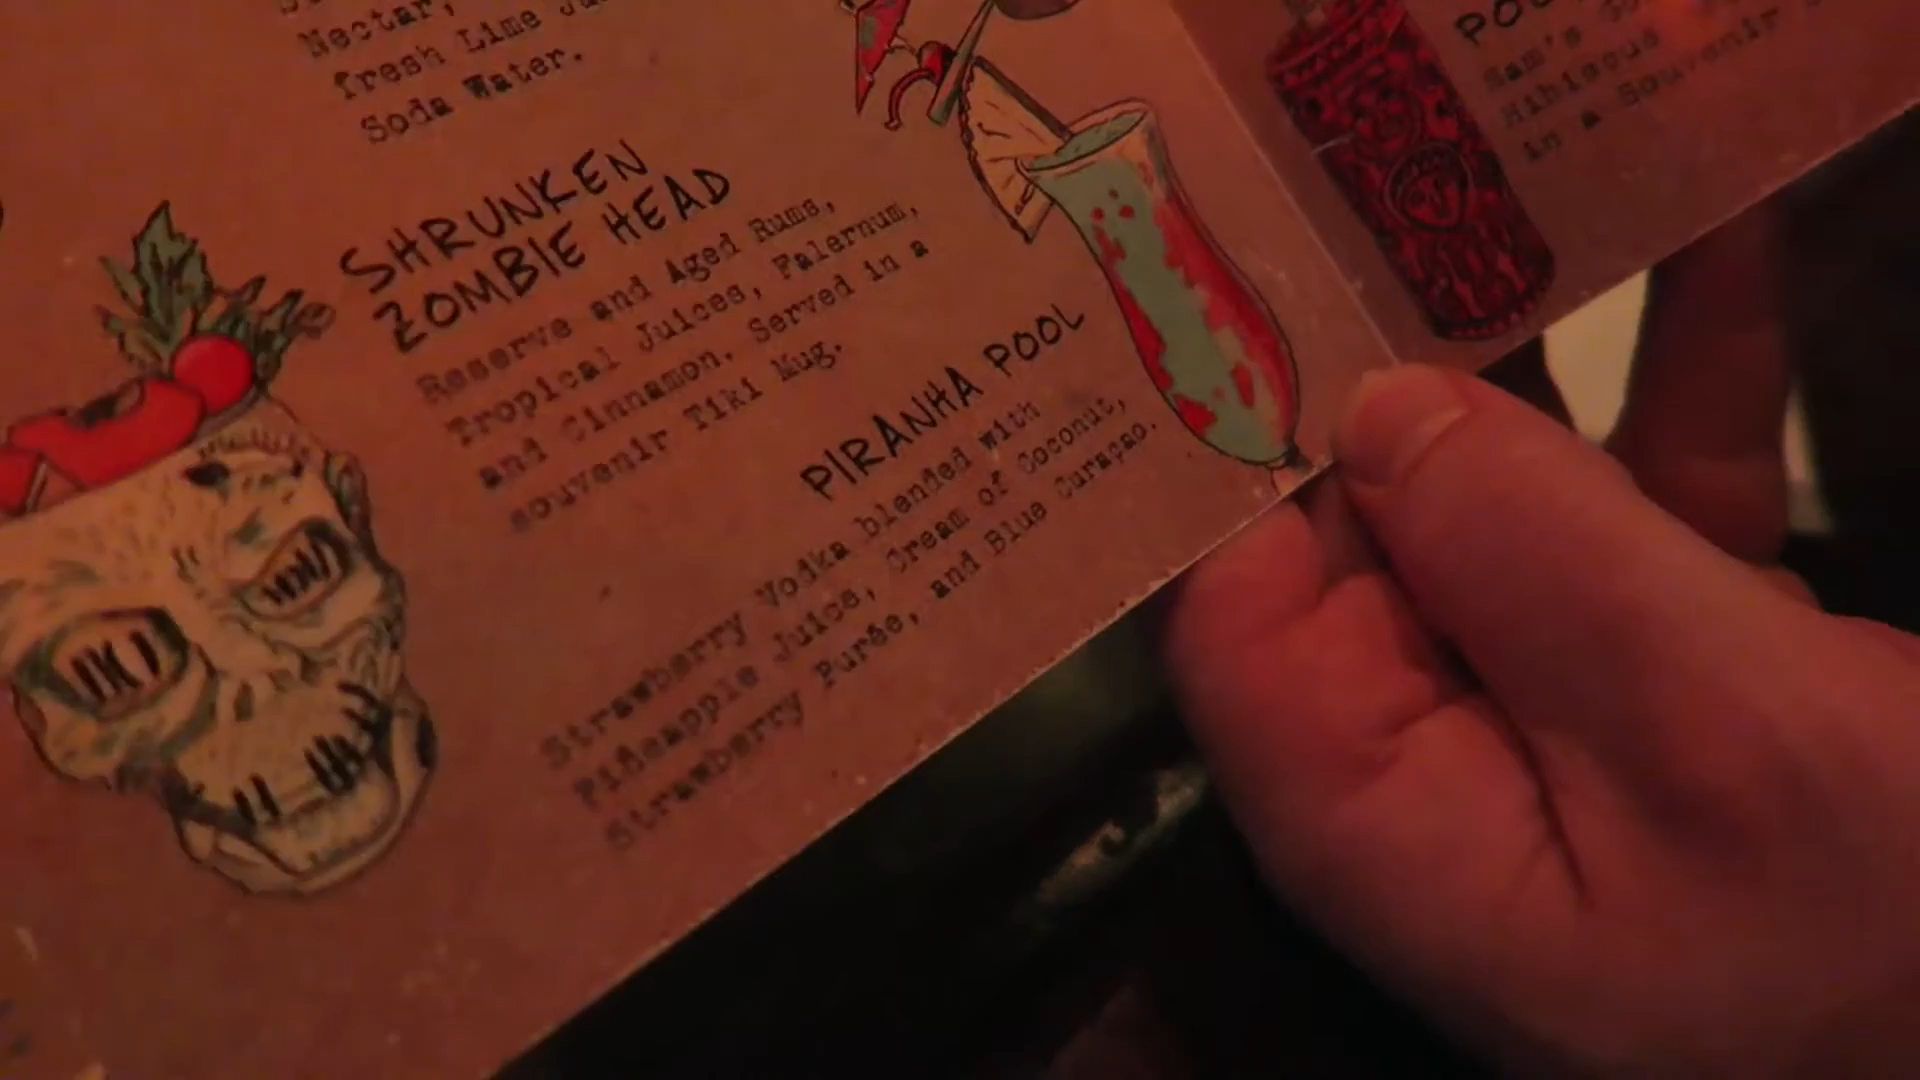 Nectar,
fresh Lime
Soda Water.
SHRUNKEN
ZOMBIE HEAD
Reserve and Aged Rums,
Tropical Juices, Falernum,
and Cinnamon. Served in a
souvenir Tiki Mug.
PIRANHA POOL
Strawberry Vodka blended with
Pineapple Juice, Cream of Coconut,
Strawberry Purée, and Blue Curaçao.
Sam's
Hibiscus
in a Souvenir